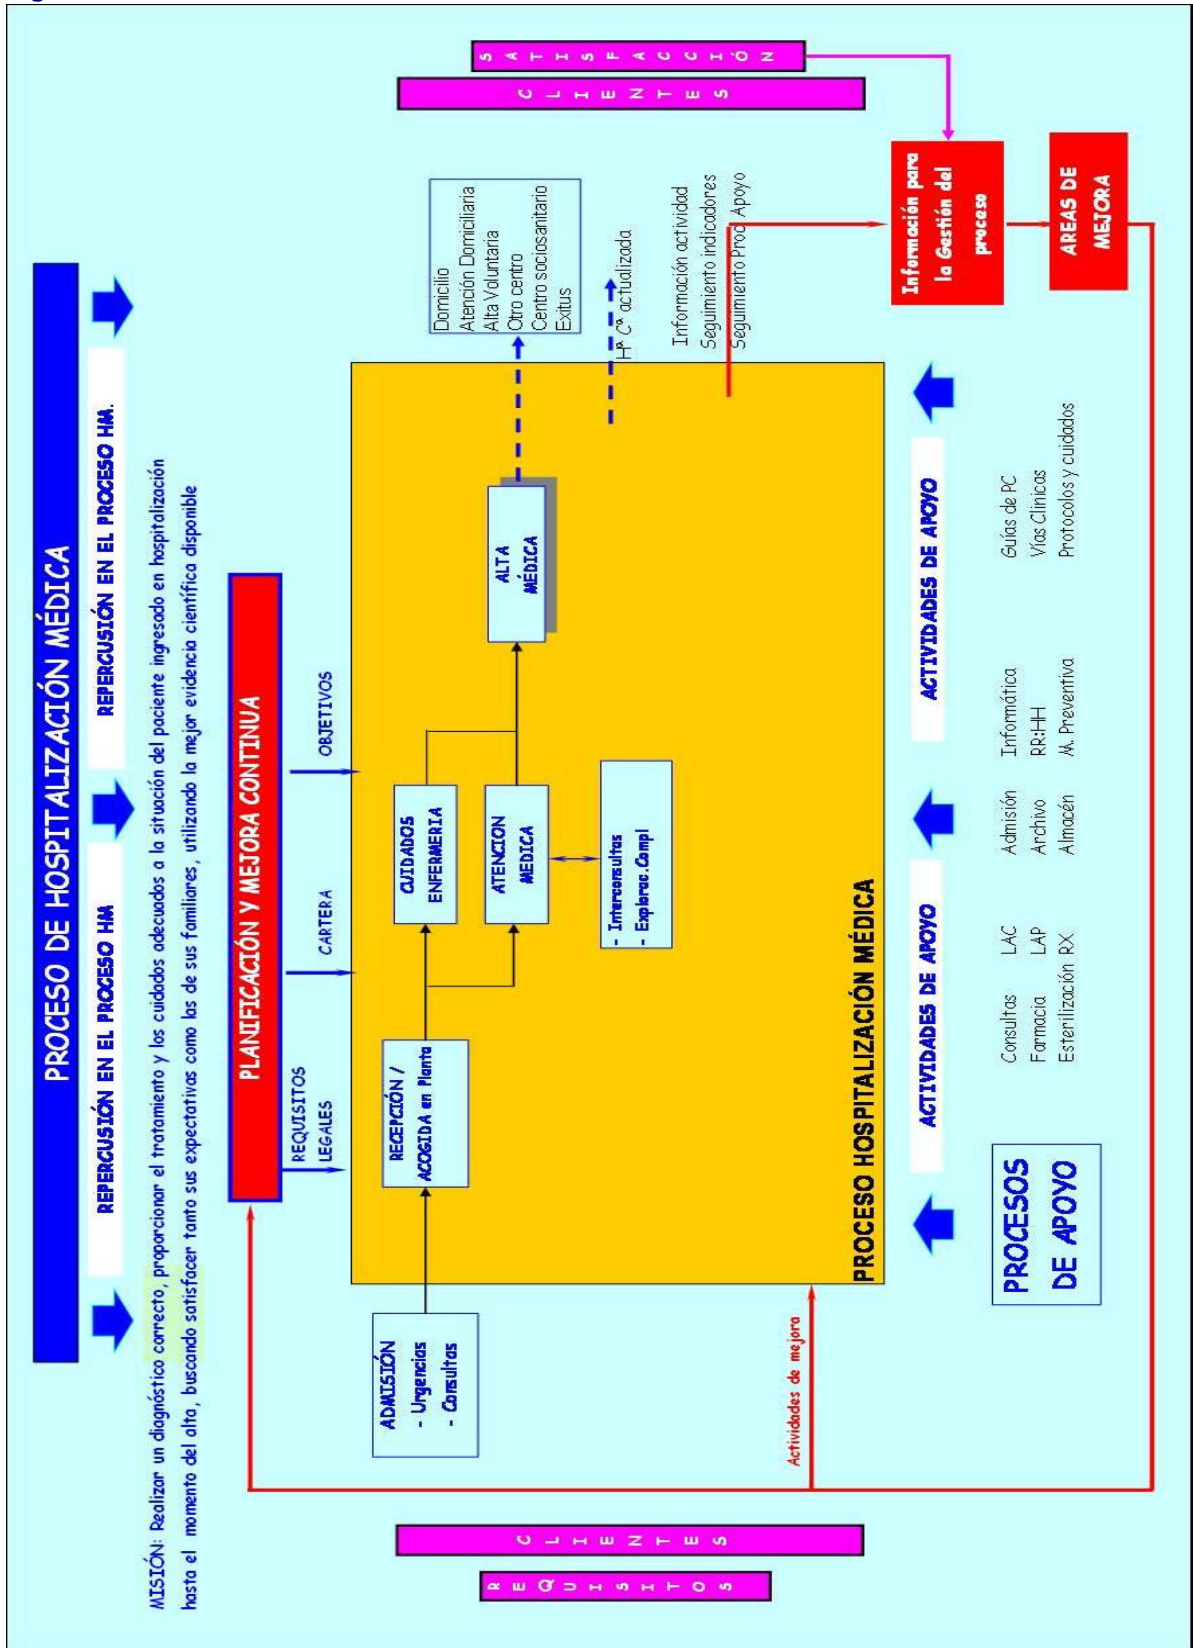 PROCESO DE HOSPITALIZACIÓN MÉDICA
REPERCUSIÓN EN EL PROCESO HM
REPERCUSIÓN EN EL PROCESO HM.
MISIÓN: Realizar un diagnóstico correcto, proporcionar el tratamiento y los cuidados adecuados a la situación del paciente ingresado en hospitalización
hasta el momento del alta, buscando satisfacer tanto sus expectativas como las de sus familiares, utilizando la mejor evidencia científica disponible
PLANIFICACIÓN Y MEJORA CONTINUA
REQUISITOS
LEGALES
CARTERA
OBJETIVOS
REQUISITOS
CLIENTES
ADMISIÓN
- Urgencias
- Consultas
RECEPCIÓN /
ACOGIDA en Planta
CUIDADOS
ENFERMERIA
ATENCION
MEDICA
- Interconsultas
- Explorac.Compl
ALTA
MÉDICA
Domicilio
Atención Domiciliaria
Alta Voluntaria
Otro centro
Centro sociosanitario
Exitus
Hª Cª actualizada
Información actividad
Seguimiento indicadores
Seguimiento Proc. Apoyo
CLIENTES
SATISFACCIÓN
PROCESO HOSPITALIZACIÓN MÉDICA
Actividades de mejora
Información para
la Gestión del
proceso
AREAS DE
MEJORA
ACTIVIDADES DE APOYO
ACTIVIDADES DE APOYO
PROCESOS
DE APOYO
Consultas LAC
Farmacia LAP
Esterilización RX
Admisión Informática
Archivo RR:HH
Almacén M. Preventiva
Guías de PC
Vías Clínicas
Protocolos y cuidados